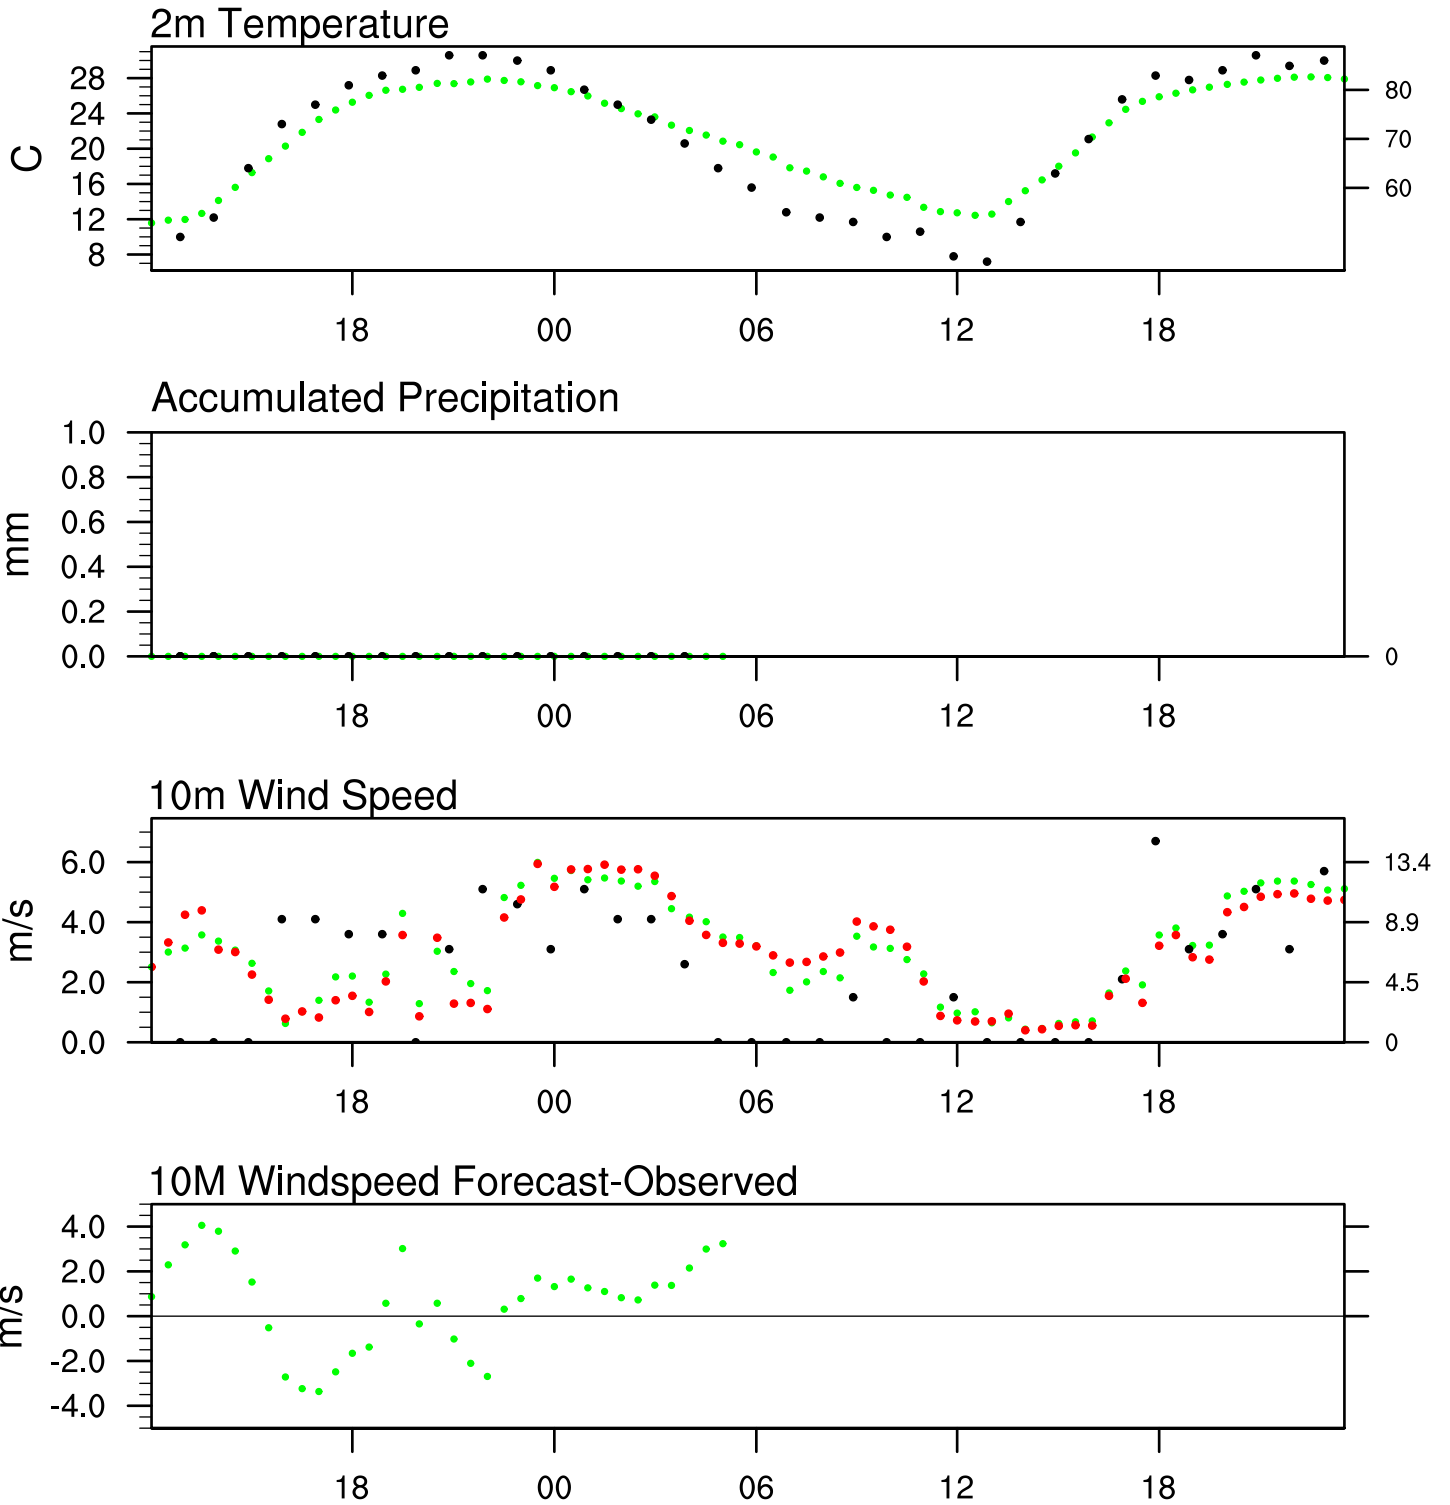 2m Temperature
28
24
20
16
12
8
C
80
70
60
18 00 06 12 18
Accumulated Precipitation
1.0
0.8
0.6
0.4
0.2
0.0
mm
0
18 00 06 12 18
10m Wind Speed
6.0
4.0
2.0
0.0
m/s
13.4
8.9
4.5
0
18 00 06 12 18
10M Windspeed Forecast-Observed
4.0
2.0
0.0
-2.0
-4.0
m/s
18 00 06 12 18